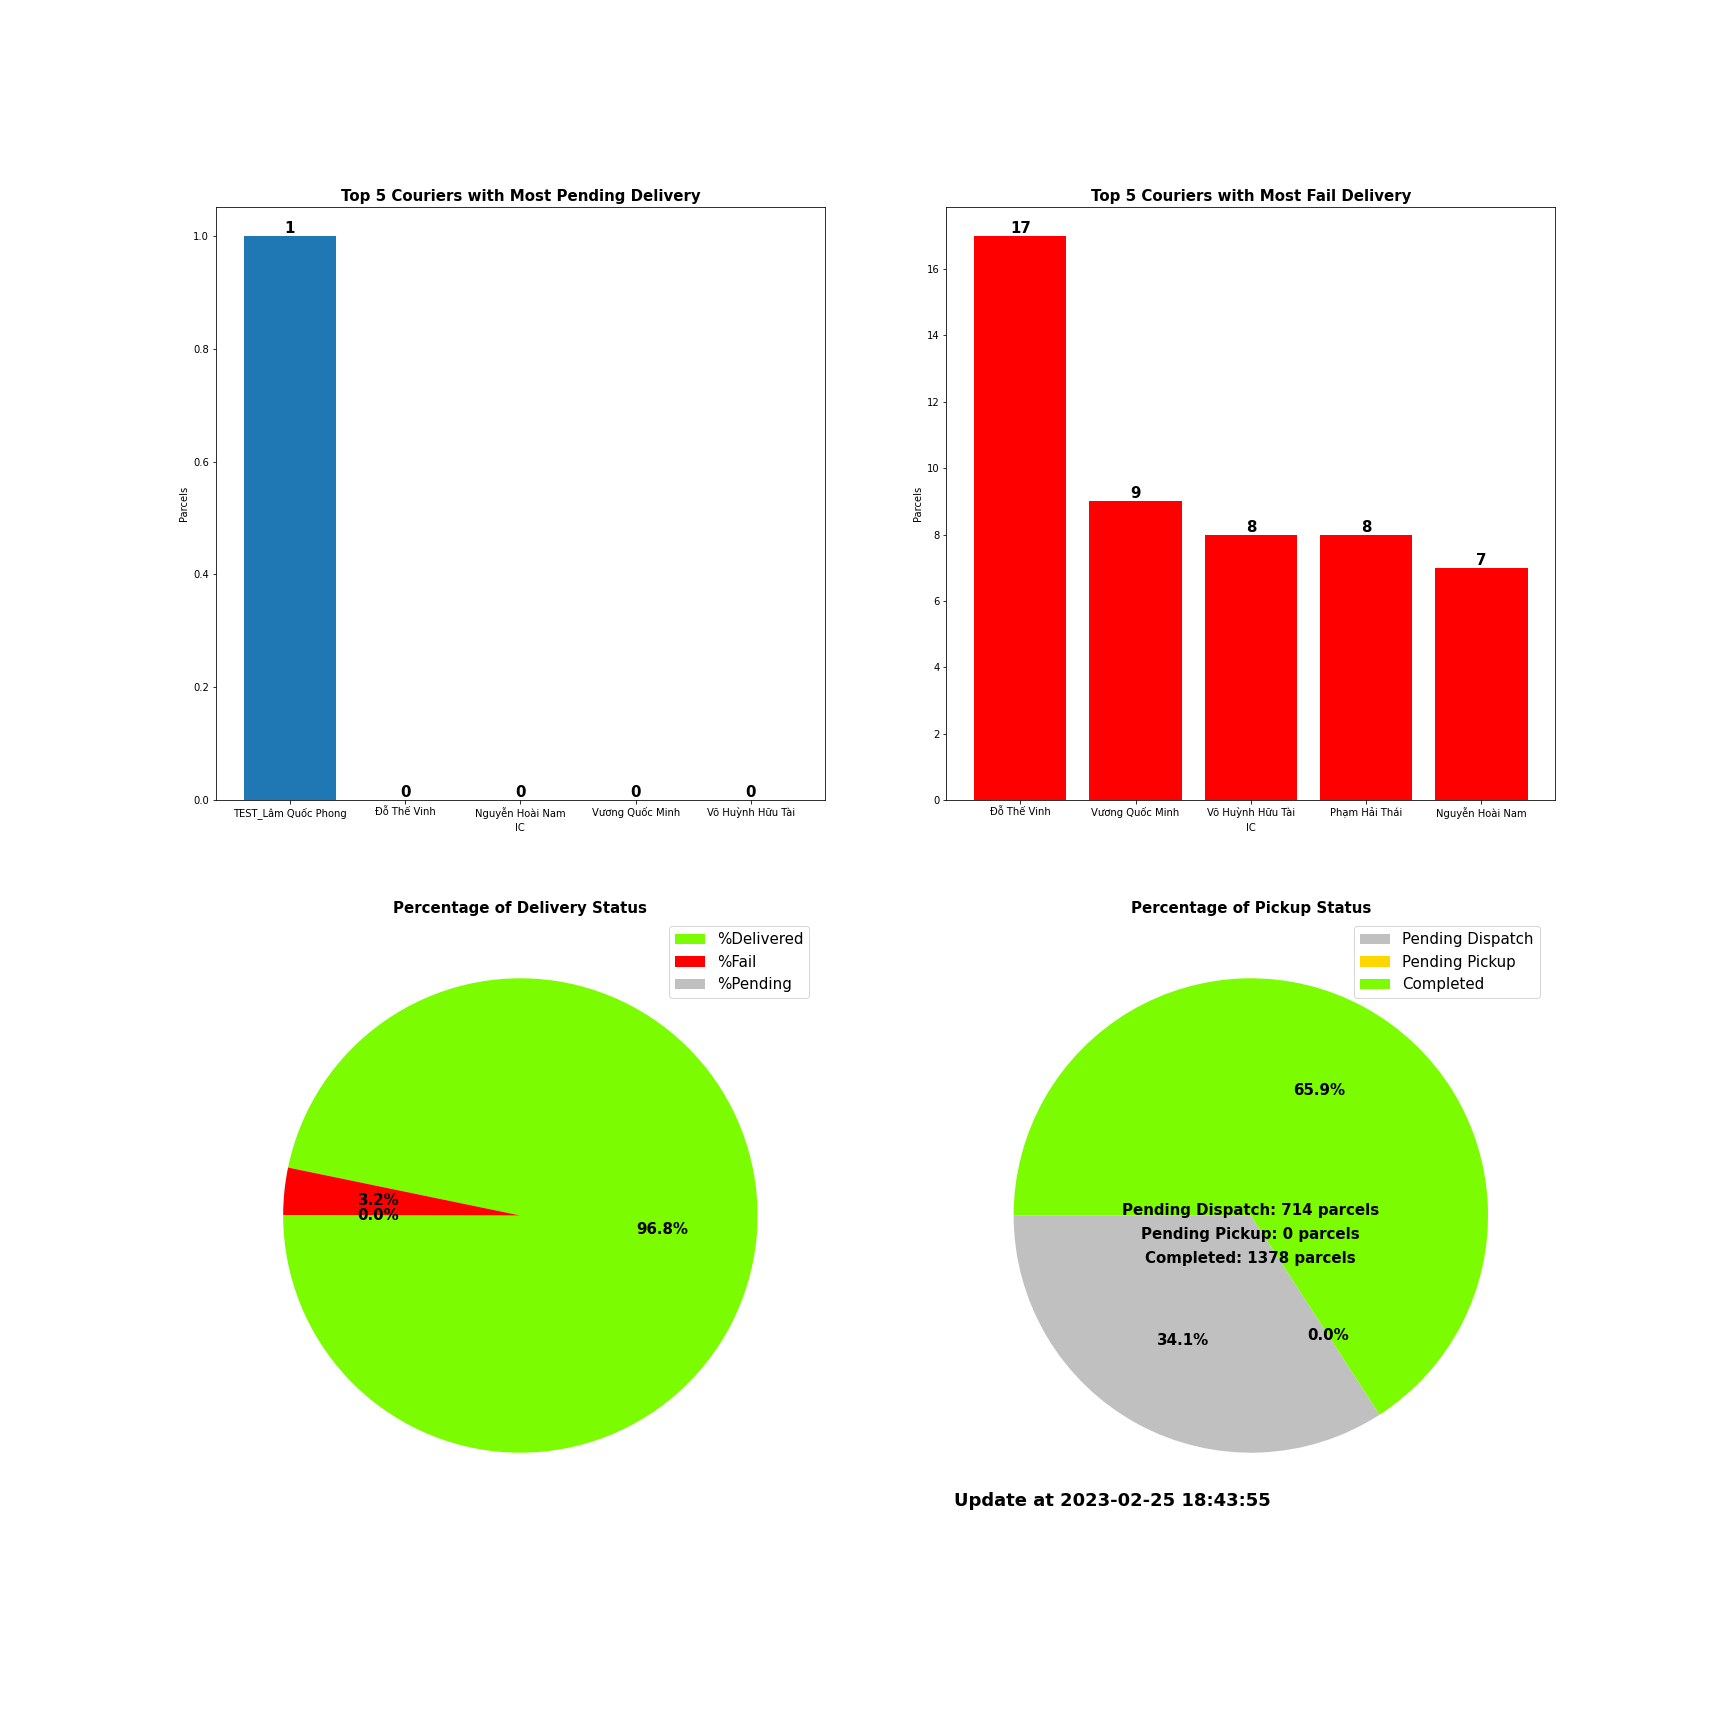 Top 5 Couriers with Most Pending Delivery
1
1.0
0.8
0.6
0.4
0.2
0.0
Parcels
0
0
0
0
TEST_Lâm Quốc Phong
Đỗ Thế Vinh
Nguyễn Hoài Nam
Vương Quốc Minh
Võ Huỳnh Hữu Tài
IC
Top 5 Couriers with Most Fail Delivery
17
9
8
8
7
16
14
12
10
8
6
4
2
0
Parcels
Đỗ Thế Vinh
Vương Quốc Minh
Võ Huỳnh Hữu Tài
Phạm Hải Thái
Nguyễn Hoài Nam
IC
Percentage of Delivery Status
%Delivered
%Fail
%Pending
3.2%
0.0%
96.8%
Percentage of Pickup Status
Pending Dispatch
Pending Pickup
Completed
65.9%
Pending Dispatch: 714 parcels
Pending Pickup: 0 parcels
Completed: 1378 parcels
34.1%
0.0%
Update at 2023-02-25 18:43:55